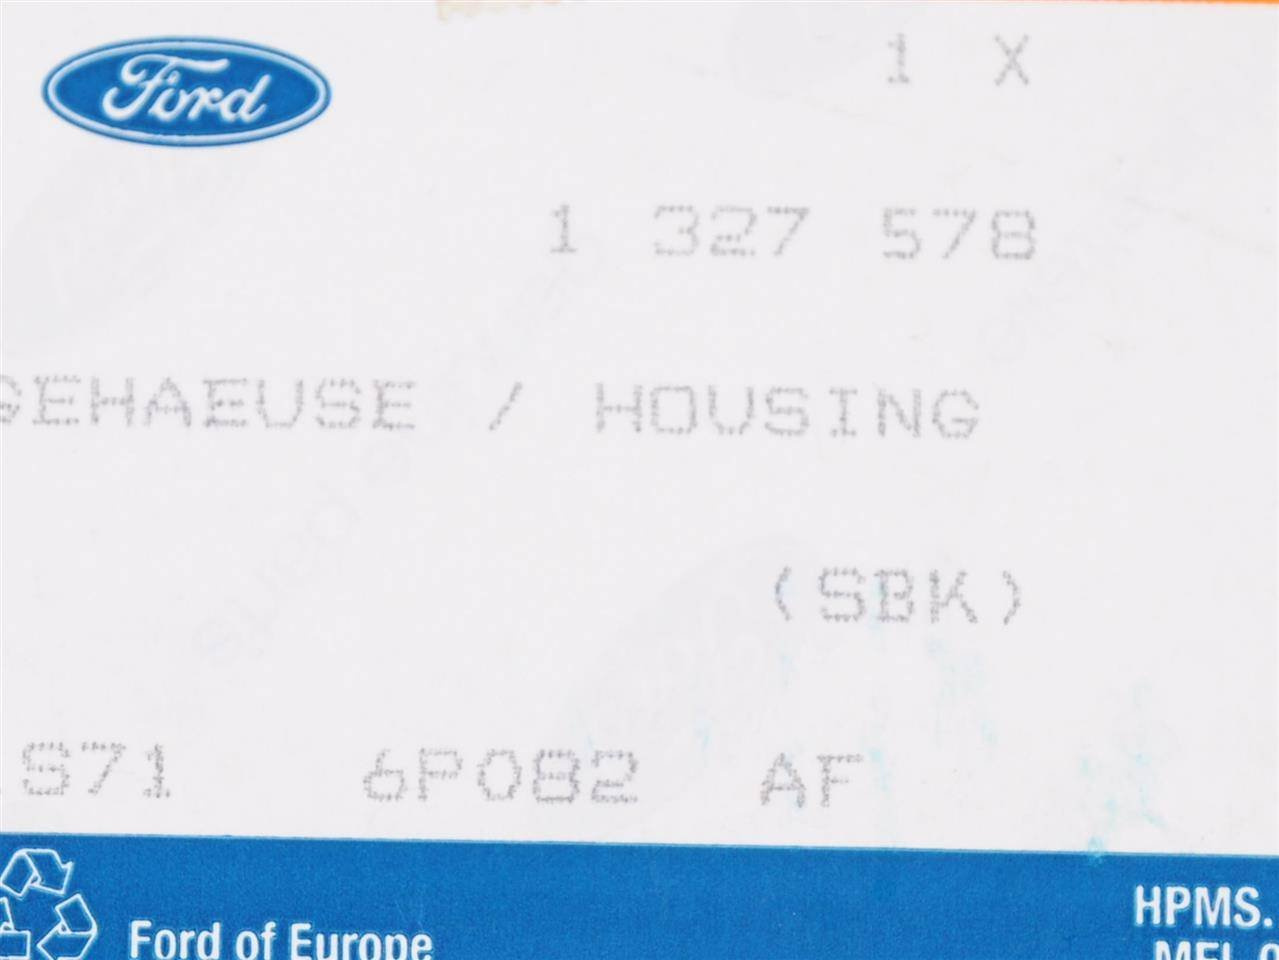 Ford
1 X
1 327 578
GEHAEUSE / HOUSING
(SBK)
S71 6P082 AF
Ford of Europe
HPMS.